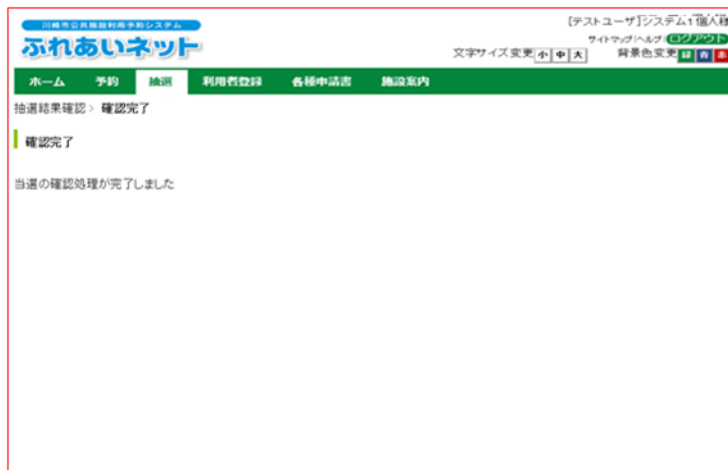 川崎市公共施設利用予約システム
ふれあいネット
[テストユーザ]システム1個人様
サイトマップ|ヘルプ|ログアウト
文字サイズ変更 小 中 大 背景色変更 緑 青 赤
ホーム 予約 抽選 利用者登録 各種申請書 施設案内
抽選結果確認> 確認完了
確認完了
当選の確認処理が完了しました